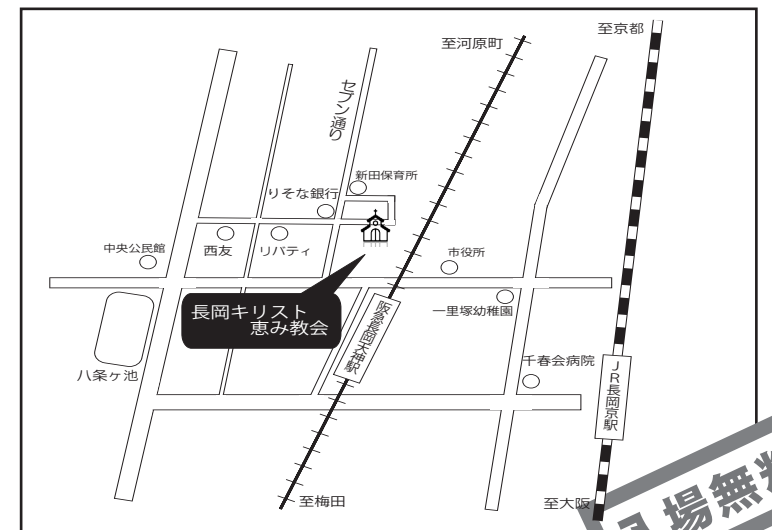 至京都
至河原町
セブン通り
新田保育所
りそな銀行
中央公民館
西友
リバティ
市役所
長岡キリスト
恵み教会
一里塚幼稚園
阪急長岡天神駅
千春会病院
八条ヶ池
JR長岡京駅
至梅田
至大阪
入場無料